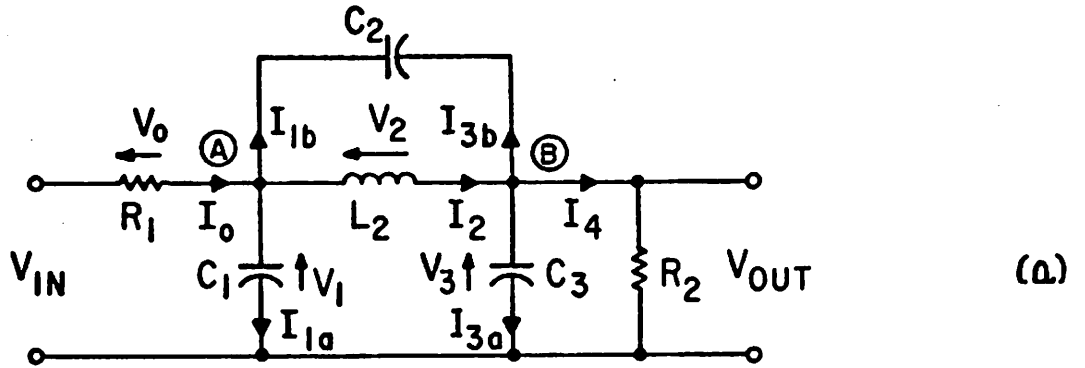 C2
V0
A
I1b
V2
I3b
B
R1
I0
L2
I2
I4
VIN
C1
V1
V3
C3
R2
VOUT
(a)
I1a
I3a